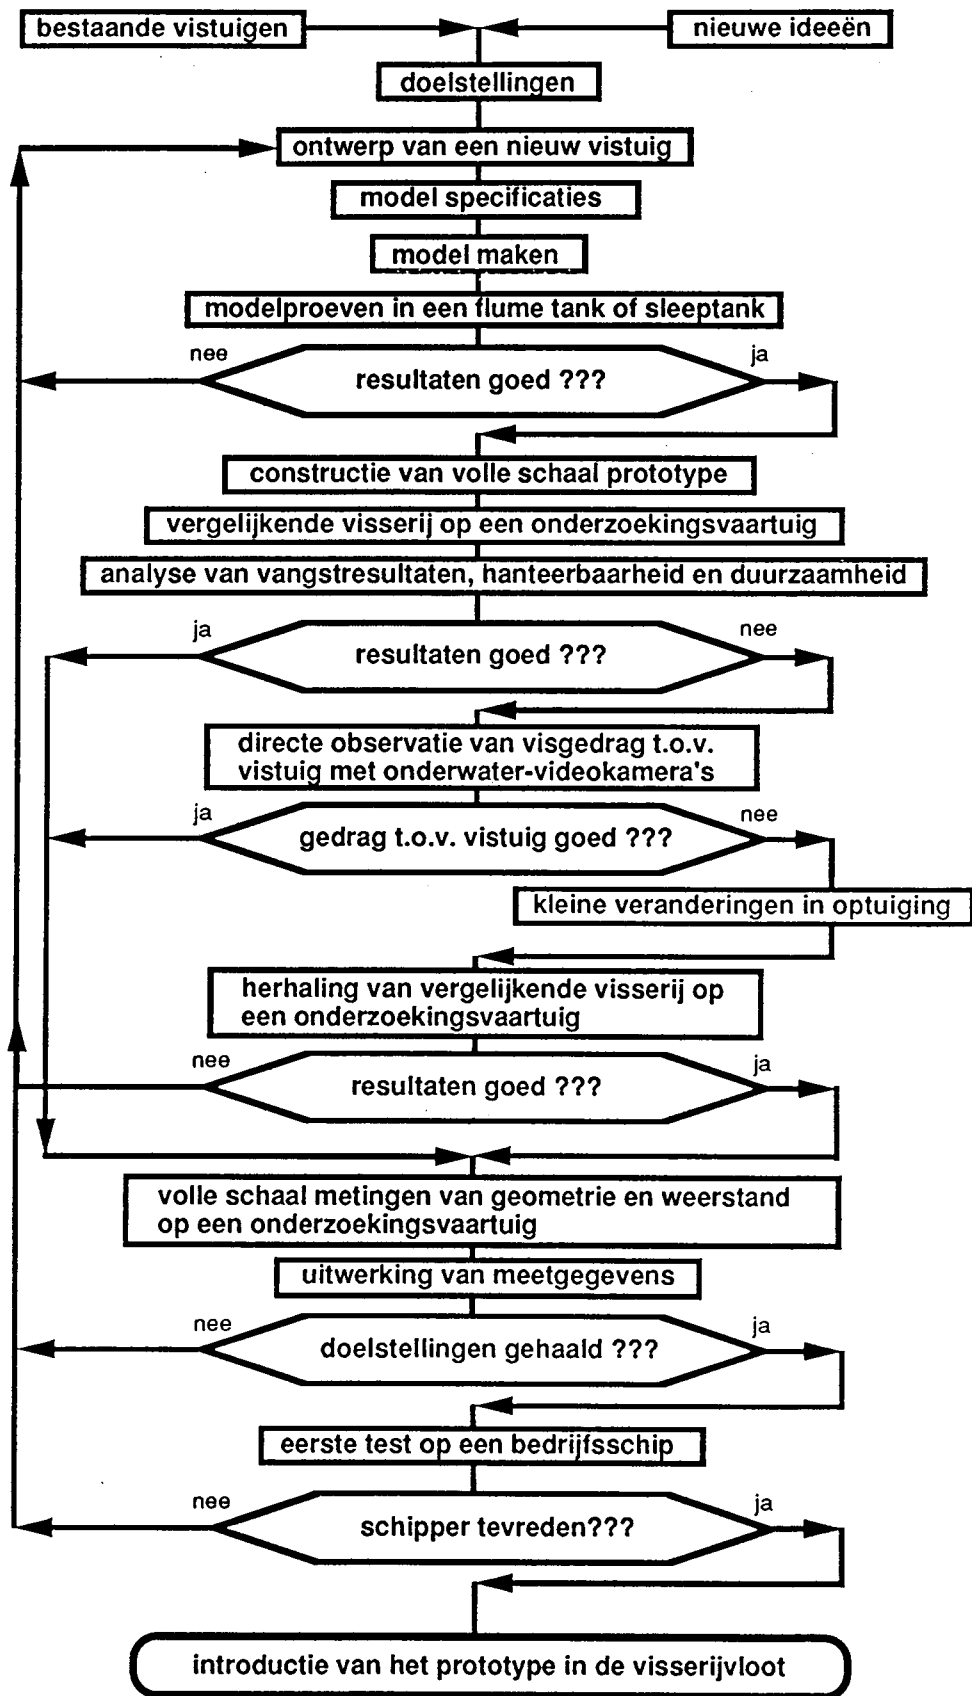 bestaande vistuigen
nieuwe ideeën
doelstellingen
ontwerp van een nieuw vistuig
model specificaties
model maken
modelproeven in een flume tank of sleeptank
nee
ja
resultaten goed ???
constructie van volle schaal prototype
vergelijkende visserij op een onderzoekingsvaartuig
analyse van vangstresultaten, hanteerbaarheid en duurzaamheid
ja
nee
resultaten goed ???
directe observatie van visgedrag t.o.v.
vistuig met onderwater-videokamera's
ja
nee
gedrag t.o.v. vistuig goed ???
kleine veranderingen in optuiging
herhaling van vergelijkende visserij op
een onderzoekingsvaartuig
nee
ja
resultaten goed ???
volle schaal metingen van geometrie en weerstand
op een onderzoekingsvaartuig
uitwerking van meetgegevens
nee
ja
doelstellingen gehaald ???
eerste test op een bedrijfsschip
nee
ja
schipper tevreden???
introductie van het prototype in de visserijvloot